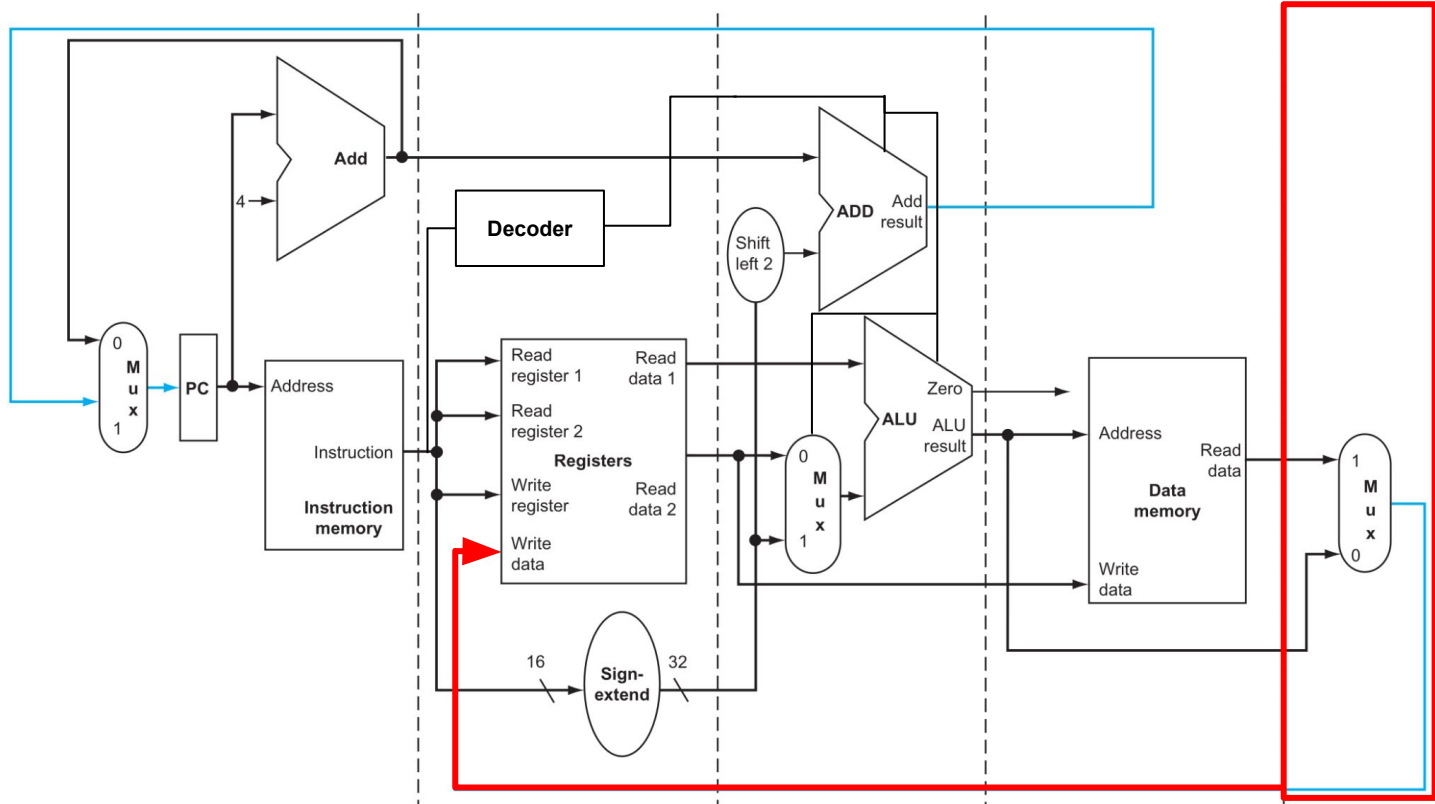 Add
4
Decoder
ADD
Add
result
Shift
left 2
0
M
u
x
1
PC
Address
Instruction
Instruction
memory
Read
register 1
Read
register 2
Write
register
Write
data
Registers
Read
data 1
Read
data 2
16
Sign-
extend
32
0
M
u
x
1
Zero
ALU
ALU
result
Address
Read
data
Data
memory
Write
data
1
M
u
x
0